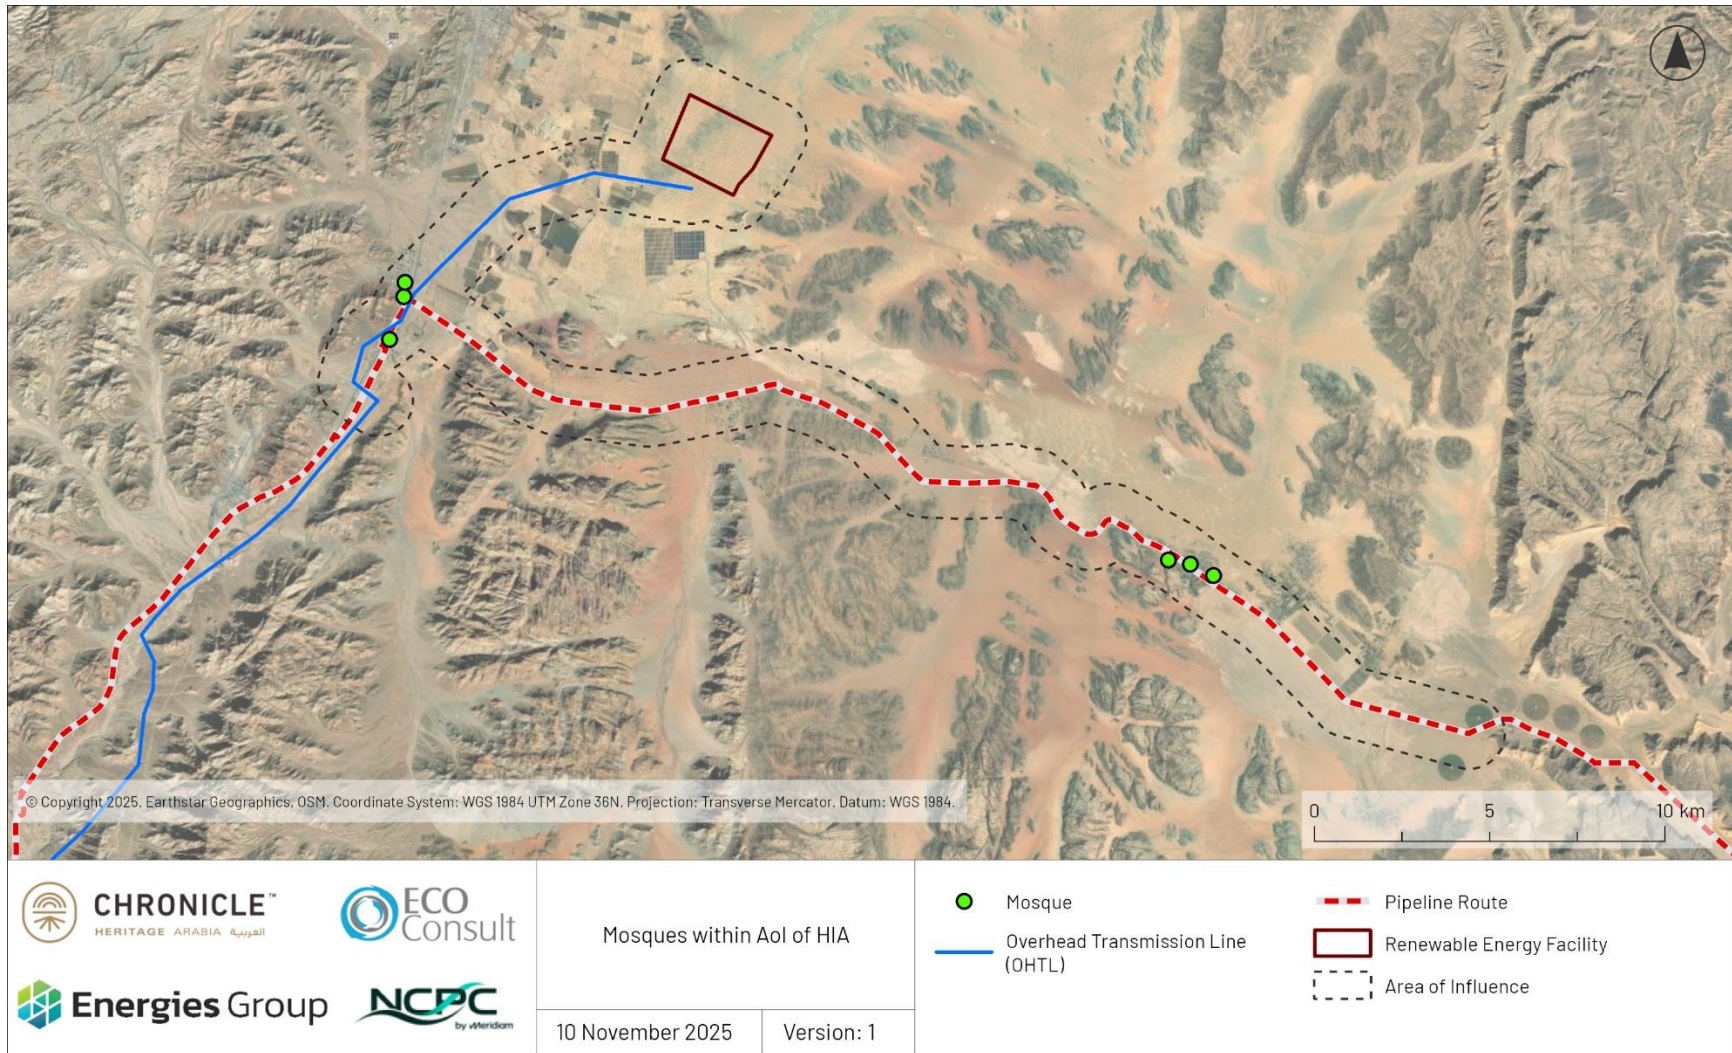 © Copyright 2025. Earthstar Geographics, OSM. Coordinate System: WGS 1984 UTM Zone 36N. Projection: Transverse Mercator. Datum: WGS 1984.
0 5 10 km
CHRONICLE™
HERITAGE ARABIA العربية
ECO
Consult
Energies Group
NCPC
by Meridiam
Mosques within AoI of HIA
10 November 2025
Version: 1
Mosque
Overhead Transmission Line
(OHTL)
Pipeline Route
Renewable Energy Facility
Area of Influence